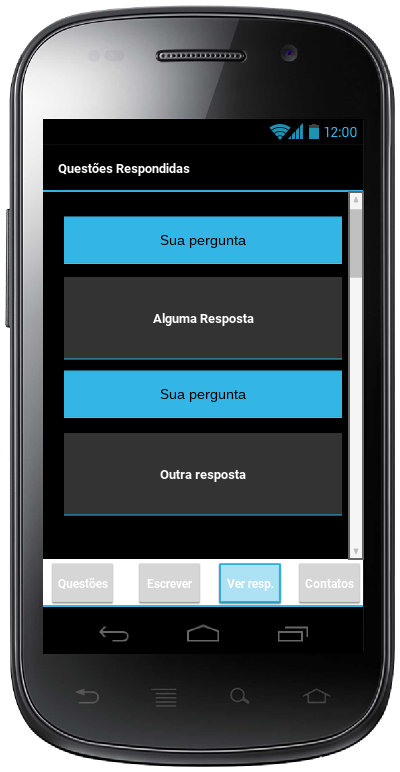 12:00
Questões Respondidas
Sua pergunta
Alguma Resposta
Sua pergunta
Outra resposta
Questões Escrever Ver resp. Contatos